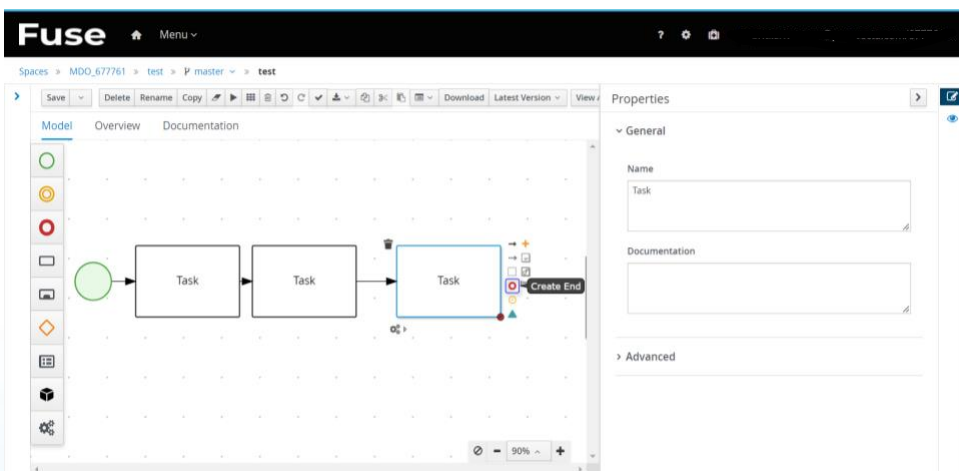 Fuse Menu ?
Spaces » MDO_677761 » test » master » test
Save Delete Rename Copy Download Latest Version View
Model Overview Documentation
Task
Task
Task
Create End
90%
Properties
General
Name
Task
Documentation
Advanced